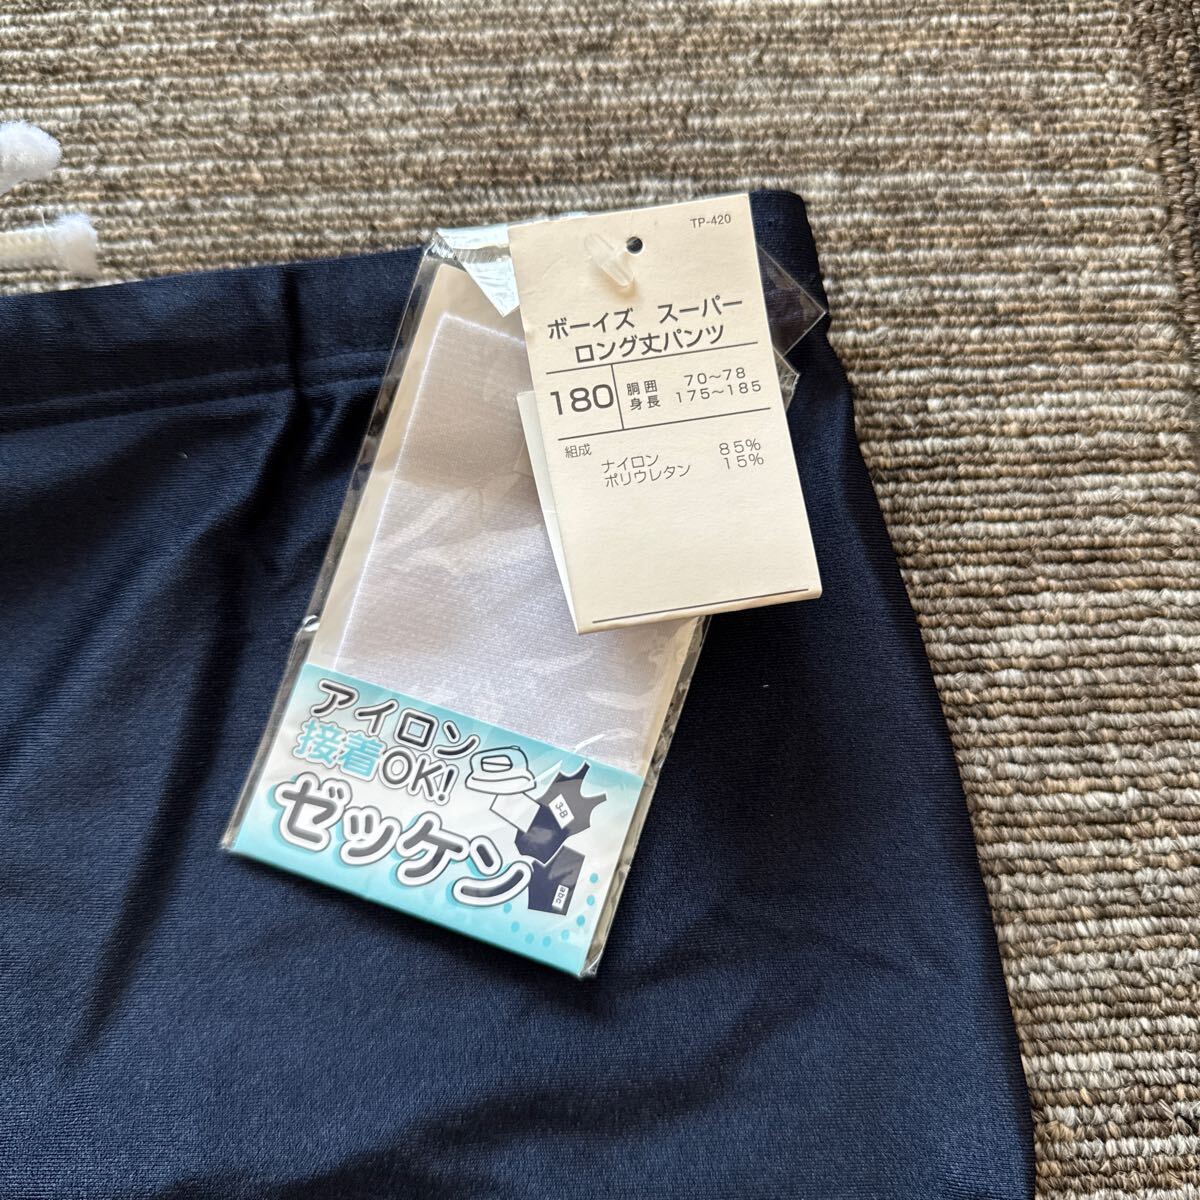 TP-420
ボーイズ スーパー
ロング丈パンツ
180
胴囲 70～78
身長 175～185
組成
ナイロン 85%
ポリウレタン 15%
アイロン
接着OK!
ゼッケン
3-B
abc